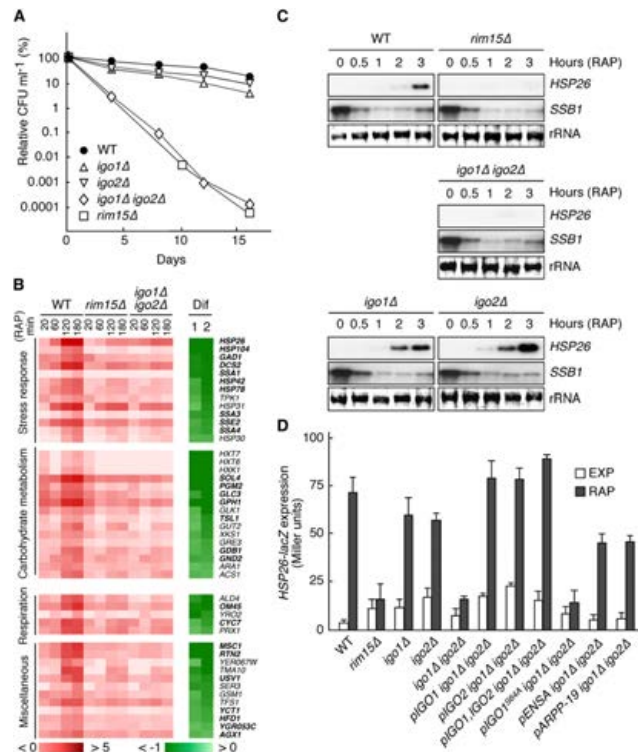 A
Relative CFU ml-1 (%)
100
10
1
0.1
0.01
0.001
0.0001
WT
igo1Δ
igo2Δ
igo1Δ igo2Δ
rim15Δ
0 5 10 15
Days
B
WT rim15Δ igo1Δ igo2Δ Dif
(RAP) min 20 60 120 180 20 60 120 180 20 60 120 180 1 2
Stress response
HSP26
HSP104
GAD1
DCS2
SSA1
HSP42
HSP78
TPK1
HSP31
SSA3
SSE2
SSA4
HSP30
Carbohydrate metabolism
HXT7
HXT6
HXK1
SOL4
PGM2
GLC3
GPH1
GLK1
TSL1
GUT2
XKS1
GRE3
GDB1
GND2
ARA1
ACS1
Respiration
ALD4
OM45
YRO2
CYC7
PRX1
Miscellaneous
MSC1
RTN2
YER067W
TMA10
USV1
SER3
GSM1
TFS1
YCT1
HFD1
YGR053C
AGX1
< 0 > 5 < -1 > 0
C
WT rim15Δ
0 0.5 1 2 3 0 0.5 1 2 3 Hours (RAP)
HSP26
SSB1
rRNA
igo1Δ igo2Δ
Hours (RAP) 0 0.5 1 2 3
HSP26
SSB1
rRNA
igo1Δ igo2Δ
0 0.5 1 2 3 0 0.5 1 2 3 Hours (RAP)
HSP26
SSB1
rRNA
D
HSP26-lacZ expression
(Miller units)
100
75
50
25
0
EXP
RAP
WT
rim15Δ
igo1Δ
igo2Δ
igo1Δ igo2Δ
pIGO1 igo1Δ igo2Δ
pIGO2 igo1Δ igo2Δ
pIGO1, IGO2 igo1Δ igo2Δ
pIGO1S64A igo1Δ igo2Δ
pENSA igo1Δ igo2Δ
pARPP-19 igo1Δ igo2Δ